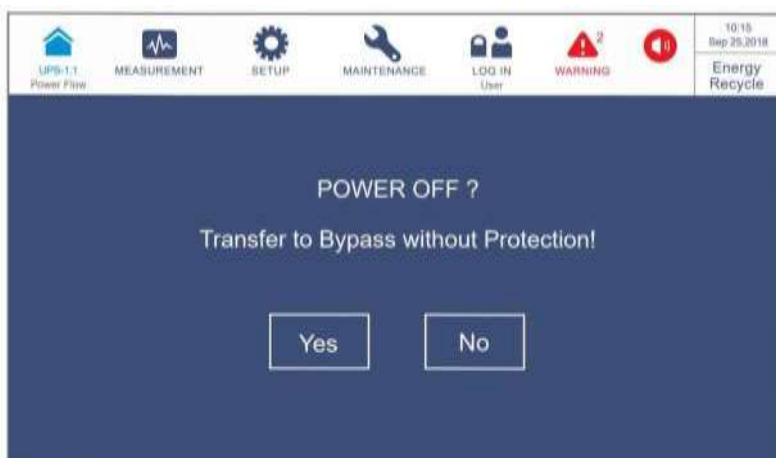 UPS-1.1
Power Flow
MEASUREMENT
SETUP
MAINTENANCE
LOG IN
User
2
WARNING
10:15
Sep 25,2018
Energy
Recycle
POWER OFF ?
Transfer to Bypass without Protection!
Yes
No